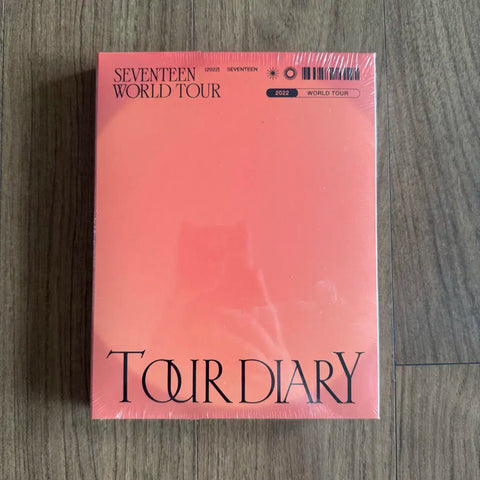 SEVENTEEN
WORLD TOUR
[2022] SEVENTEEN
2022 WORLD TOUR
TOUR DIARY